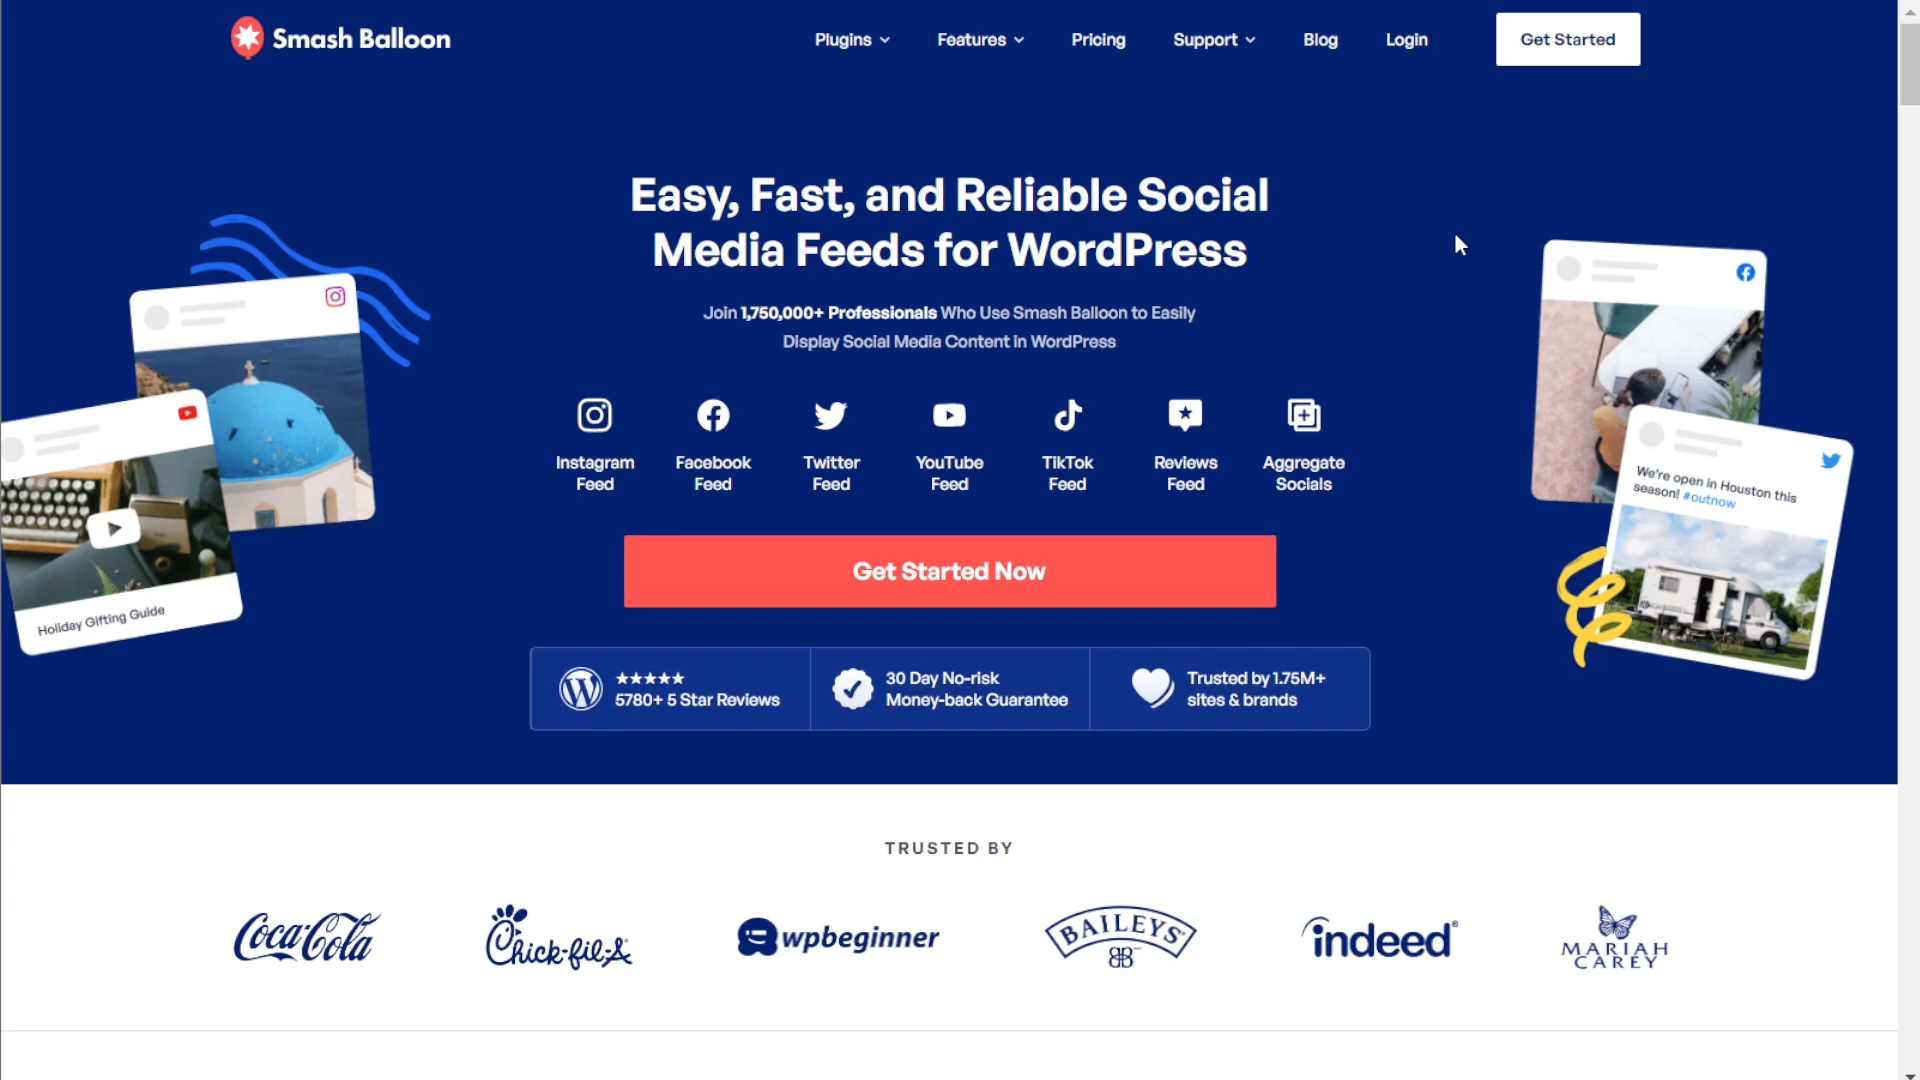 Smash Balloon
Plugins
Features
Pricing
Support
Blog
Login
Get Started
Easy, Fast, and Reliable Social
Media Feeds for WordPress
Join 1,750,000+ Professionals Who Use Smash Balloon to Easily
Display Social Media Content in WordPress
Instagram
Feed
Facebook
Feed
Twitter
Feed
YouTube
Feed
TikTok
Feed
Reviews
Feed
Aggregate
Socials
Holiday Gifting Guide
We're open in Houston this
season! #outnow
Get Started Now
5780+ 5 Star Reviews
30 Day No-risk
Money-back Guarantee
Trusted by 1.75M+
sites & brands
TRUSTED BY
Coca-Cola
Chick-fil-A
wpbeginner
BAILEYS
indeed
MARIAH
CAREY